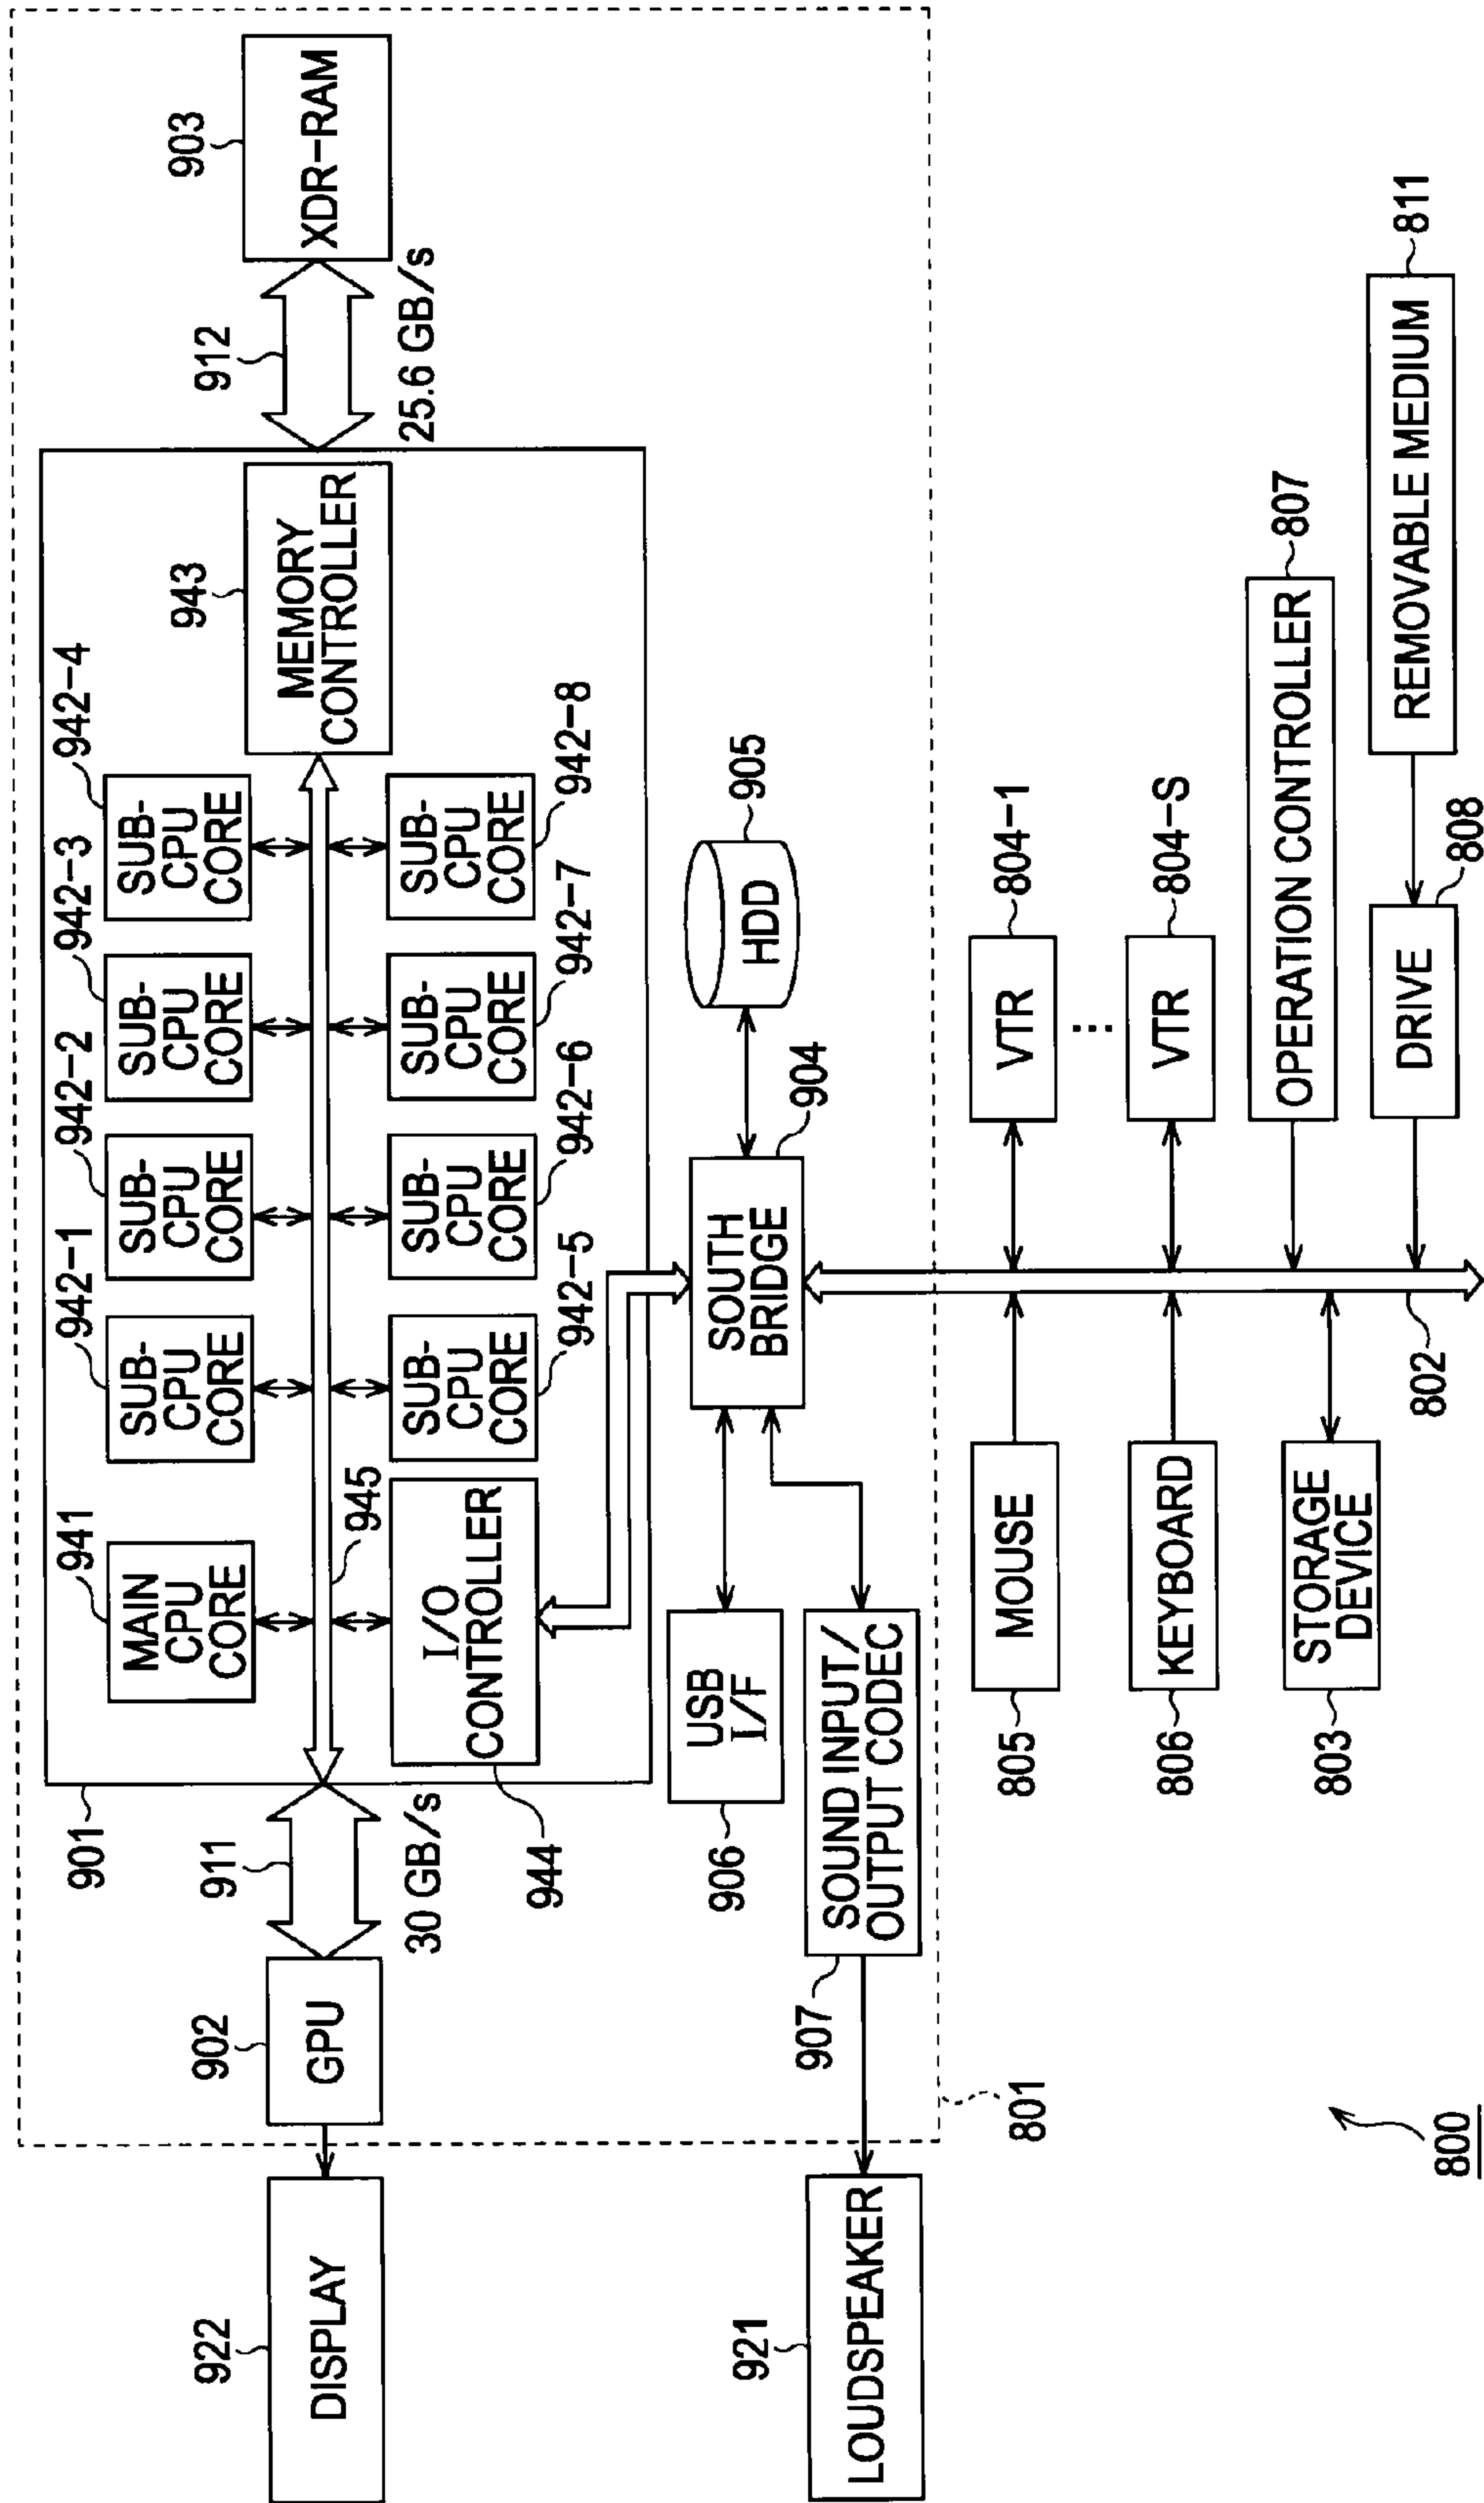 922
DISPLAY
902
GPU
911
30 GB/s
901
941
MAIN
CPU
CORE
942-1
SUB-
CPU
CORE
942-2
SUB-
CPU
CORE
942-3
SUB-
CPU
CORE
942-4
SUB-
CPU
CORE
943
MEMORY
CONTROLLER
912
25.6 GB/s
903
XDR-RAM
945
944
I/O
CONTROLLER
SUB-
CPU
CORE
942-5
SUB-
CPU
CORE
942-6
SUB-
CPU
CORE
942-7
SUB-
CPU
CORE
942-8
906
USB
I/F
SOUTH
BRIDGE
904
HDD
905
921
LOUDSPEAKER
907
SOUND INPUT/
OUTPUT CODEC
801
805
MOUSE
VTR
804-1
806
KEYBOARD
...
VTR
804-S
803
STORAGE
DEVICE
OPERATION CONTROLLER
807
802
DRIVE
808
REMOVABLE MEDIUM
811
800